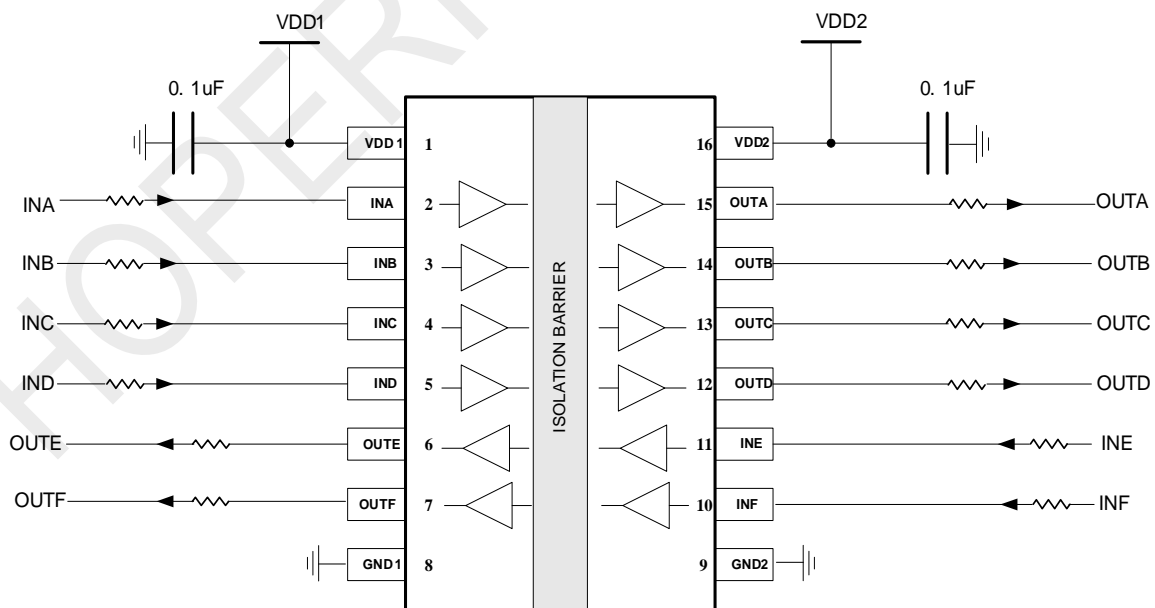 VDD1 VDD2
0. 1uF 0. 1uF
VDD1 1 16 VDD2
INA INA 2 15 OUTA OUTA
INB INB 3 14 OUTB OUTB
INC INC 4 13 OUTC OUTC
IND IND 5 12 OUTD OUTD
OUTE OUTE 6 11 INE INE
OUTF OUTF 7 10 INF INF
GND1 8 9 GND2
ISOLATION BARRIER
HOPER